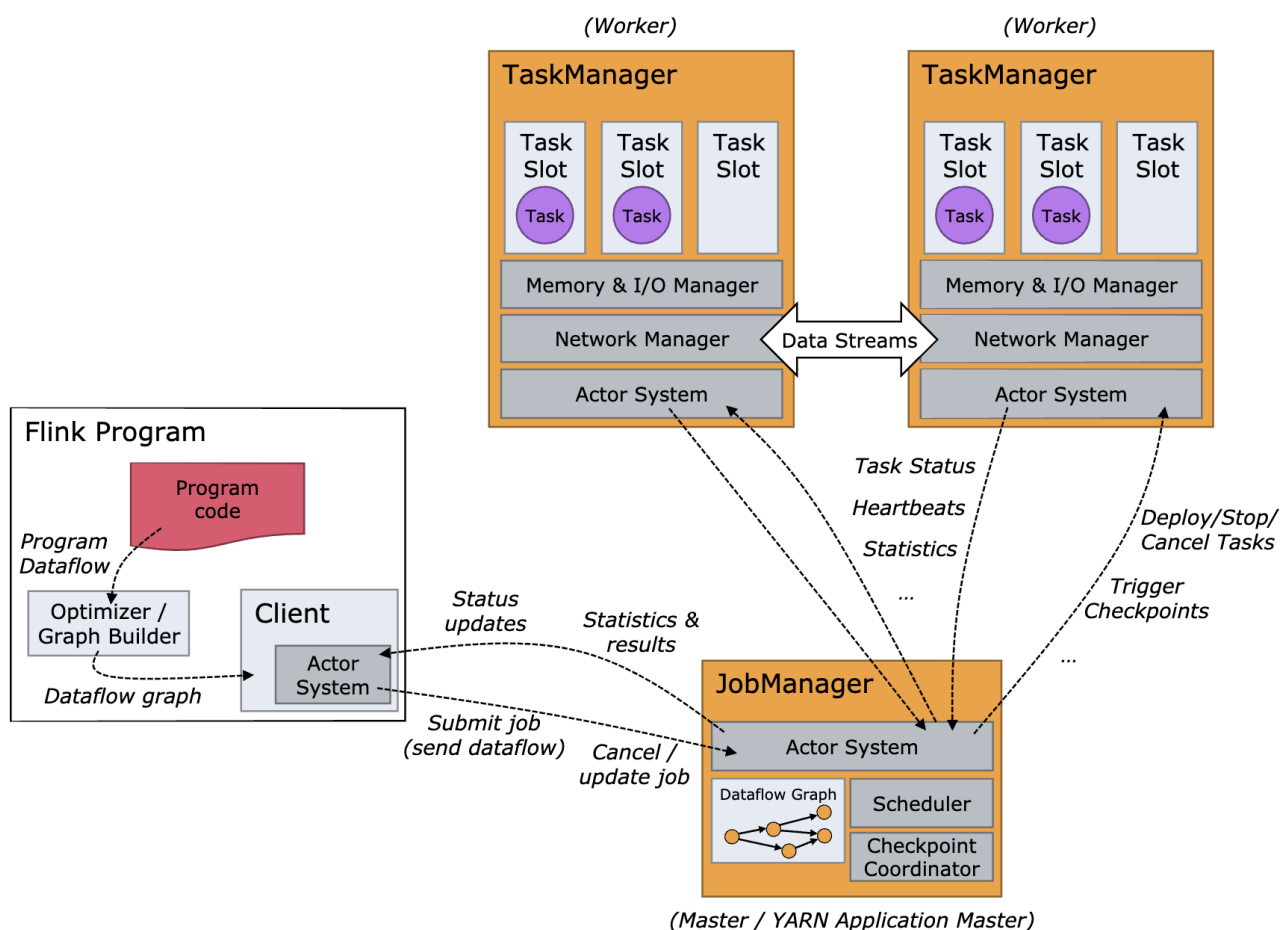 (Worker)
(Worker)
TaskManager
Task
Slot
Task
Task
Slot
Task
Task
Slot
Memory & I/O Manager
Network Manager
Actor System
TaskManager
Task
Slot
Task
Task
Slot
Task
Task
Slot
Memory & I/O Manager
Network Manager
Actor System
Data Streams
Flink Program
Program
code
Program
Dataflow
Optimizer /
Graph Builder
Dataflow graph
Client
Actor
System
Status
updates
Statistics &
results
Submit job
(send dataflow)
Cancel /
update job
Task Status
Heartbeats
Statistics
...
Deploy/Stop/
Cancel Tasks
Trigger
Checkpoints
...
JobManager
Actor System
Dataflow Graph
Scheduler
Checkpoint
Coordinator
(Master / YARN Application Master)